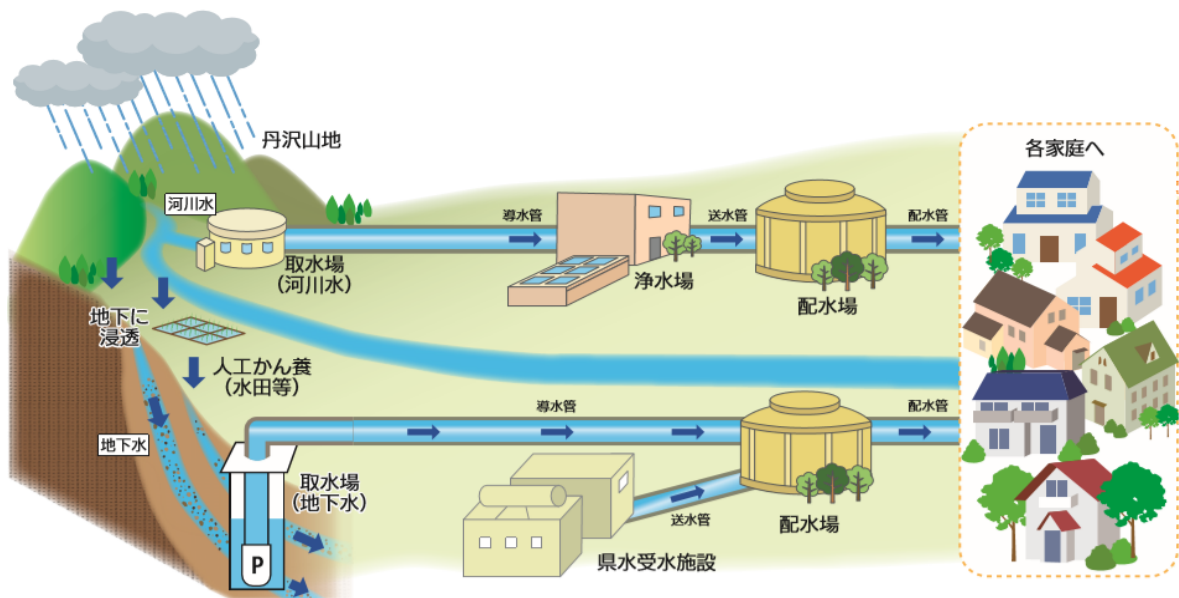 丹沢山地
各家庭へ
河川水
導水管
送水管
配水管
取水場
（河川水）
浄水場
配水場
地下に
浸透
人工かん養
（水田等）
導水管
配水管
地下水
取水場
（地下水）
P
送水管
配水場
県水受水施設